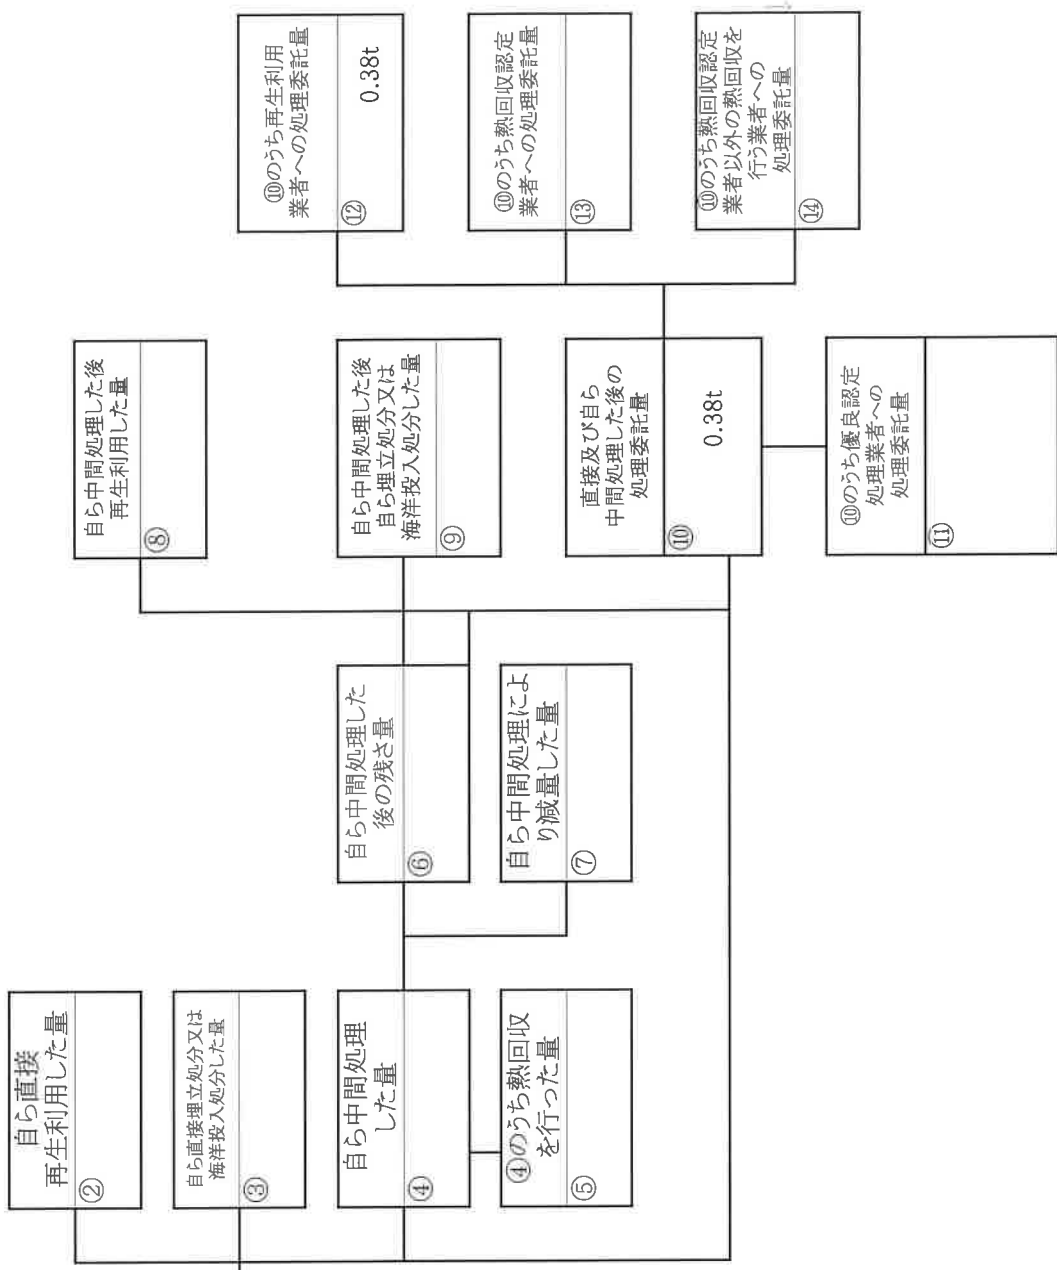 自ら直接
再生利用した量
②
自ら直接埋立処分又は
海洋投入処分した量
③
自ら中間処理
した量
④
④のうち熱回収
を行った量
⑤
自ら中間処理した
後の残さ量
⑥
自ら中間処理によ
り減量した量
⑦
自ら中間処理した後
再生利用した量
⑧
自ら中間処理した後
自ら埋立処分又は
海洋投入処分した量
⑨
直接及び自ら
中間処理した後の
処理委託量
⑩
0.38t
⑩のうち優良認定
処理業者への
処理委託量
⑪
⑩のうち再生利用
業者への処理委託量
⑫
0.38t
⑩のうち熱回収認定
業者への処理委託量
⑬
⑩のうち熱回収認定
業者以外の熱回収を
行う業者への
処理委託量
⑭